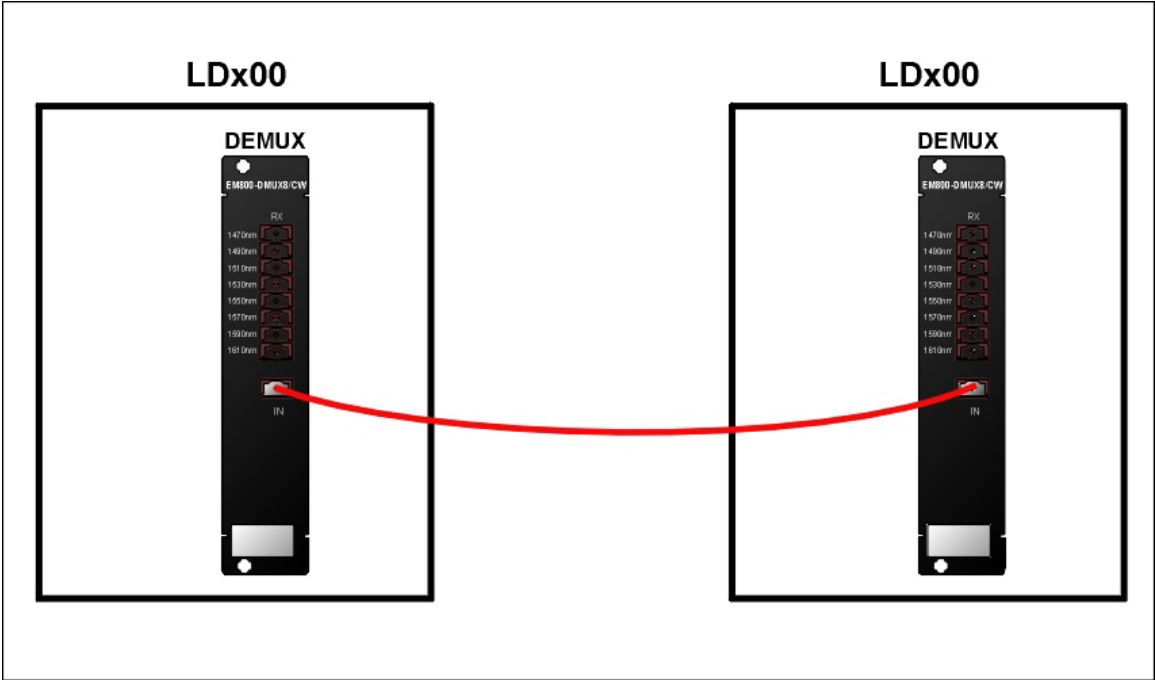 LDx00
DEMUX
EM800-DMUX8/CW
RX
1470nm
1490nm
1510nm
1530nm
1550nm
1570nm
1590nm
1610nm
IN
LDx00
DEMUX
EM800-DMUX8/CW
RX
1470nm
1490nm
1510nm
1530nm
1550nm
1570nm
1590nm
1610nm
IN